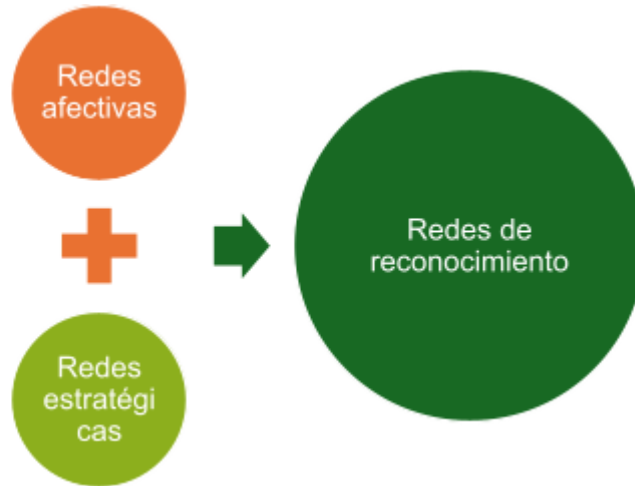 Redes
afectivas
Redes
estratégi
cas
Redes de
reconocimiento